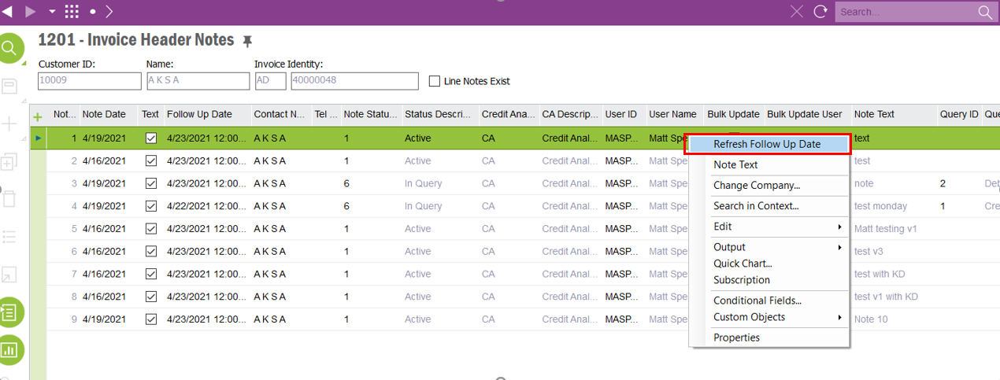 Search...
1201 - Invoice Header Notes
Customer ID: Name: Invoice Identity:
10009 A K S A AD 40000048 Line Notes Exist
Not... Note Date Text Follow Up Date Contact N... Tel ... Note Statu... Status Descri... Credit Ana... CA Descrip... User ID User Name Bulk Update Bulk Update User Note Text Query ID Que
1 4/19/2021 4/23/2021 12:00... A K S A 1 Active CA Credit Anal... MASP... Matt Spe text
2 4/16/2021 4/23/2021 12:00... A K S A 1 Active CA Credit Anal... MASP... Matt Spe test
3 4/19/2021 4/23/2021 12:00... A K S A 6 In Query CA Credit Anal... MASP... Matt Spe note 2
4 4/19/2021 4/22/2021 12:00... A K S A 6 In Query CA Credit Anal... MASP... Matt Spe test monday 1 Cre
5 4/16/2021 4/23/2021 12:00... A K S A 1 Active CA Credit Anal... MASP... Matt Spe Matt testing v1
6 4/16/2021 4/23/2021 12:00... A K S A 1 Active CA Credit Anal... MASP... Matt Spe test v3
7 4/16/2021 4/23/2021 12:00... A K S A 1 Active CA Credit Anal... MASP... Matt Spe test with KD
8 4/16/2021 4/23/2021 12:00... A K S A 1 Active CA Credit Anal... MASP... Matt Spe test v1 with KD
9 4/19/2021 4/23/2021 12:00... A K S A 1 Active CA Credit Anal... MASP... Matt Spe Note 10
Refresh Follow Up Date
Note Text
Change Company...
Search in Context...
Edit
Output
Quick Chart...
Subscription
Conditional Fields...
Custom Objects
Properties